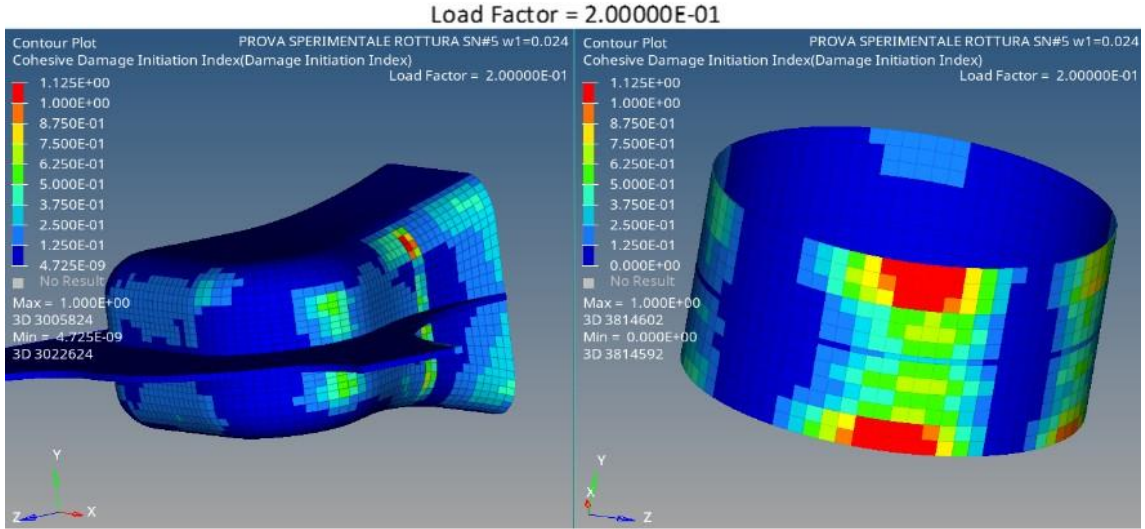 Load Factor = 2.00000E-01
Contour Plot
PROVA SPERIMENTALE ROTTURA SN#5 w1=0.024
Cohesive Damage Initiation Index(Damage Initiation Index)
Load Factor = 2.00000E-01
1.125E+00
1.000E+00
8.750E-01
7.500E-01
6.250E-01
5.000E-01
3.750E-01
2.500E-01
1.250E-01
4.725E-09
No Result
Max = 1.000E+00
3D 3005824
Min = 4.725E-09
3D 3022624
Y
Z
X
Contour Plot
PROVA SPERIMENTALE ROTTURA SN#5 w1=0.024
Cohesive Damage Initiation Index(Damage Initiation Index)
Load Factor = 2.00000E-01
1.125E+00
1.000E+00
8.750E-01
7.500E-01
6.250E-01
5.000E-01
3.750E-01
2.500E-01
1.250E-01
0.000E+00
No Result
Max = 1.000E+00
3D 3814602
Min = 0.000E+00
3D 3814592
Y
X
Z